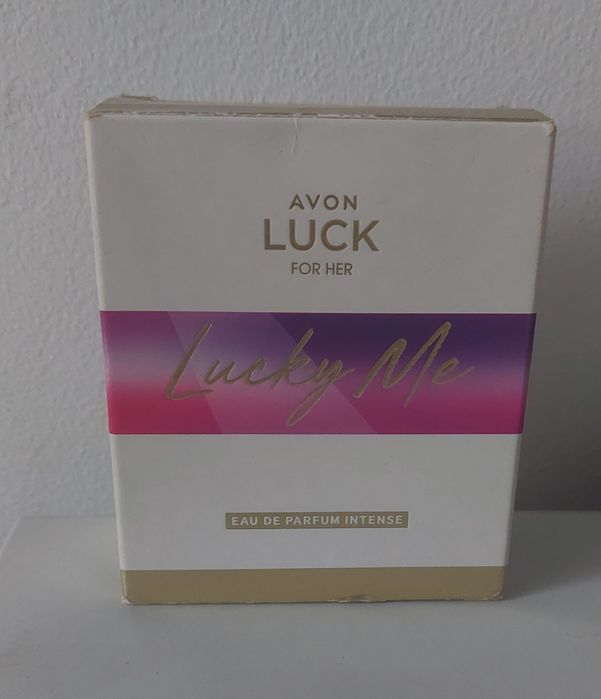 AVON
LUCK
FOR HER
Lucky Me
EAU DE PARFUM INTENSE